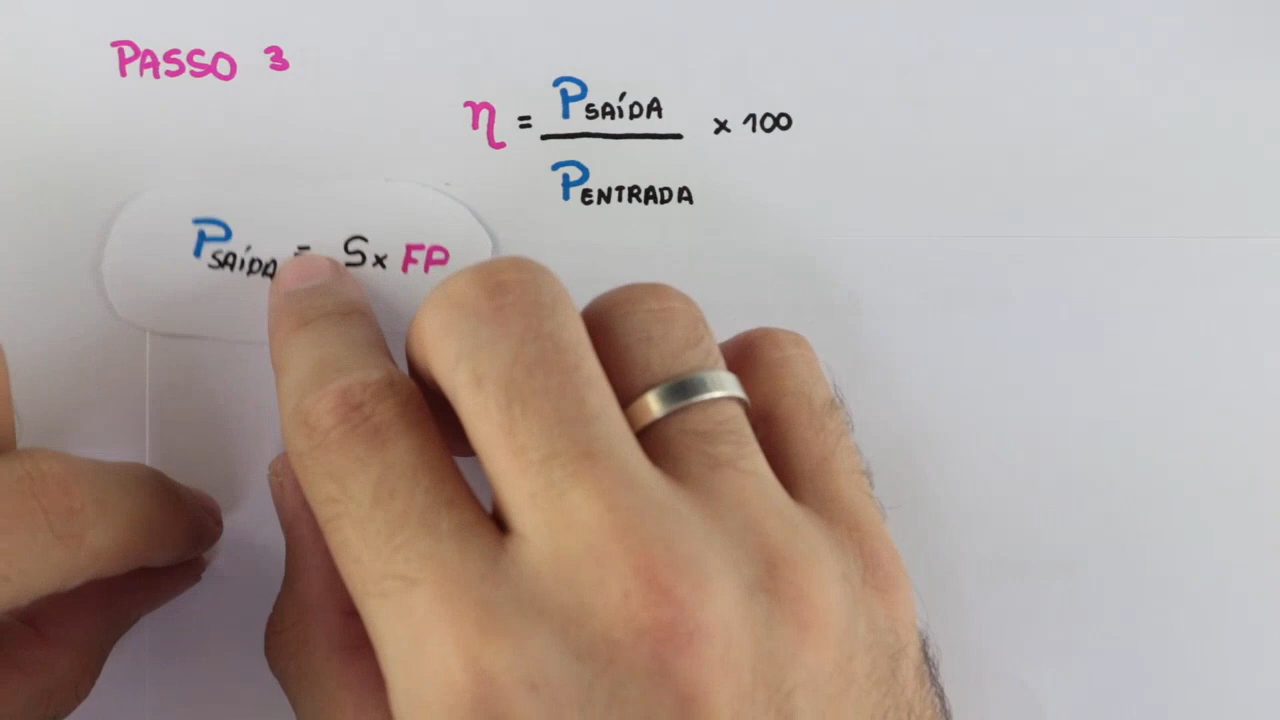 PASSO 3
η = PSAÍDA / PENTRADA x 100
PSAÍDA = S x FP